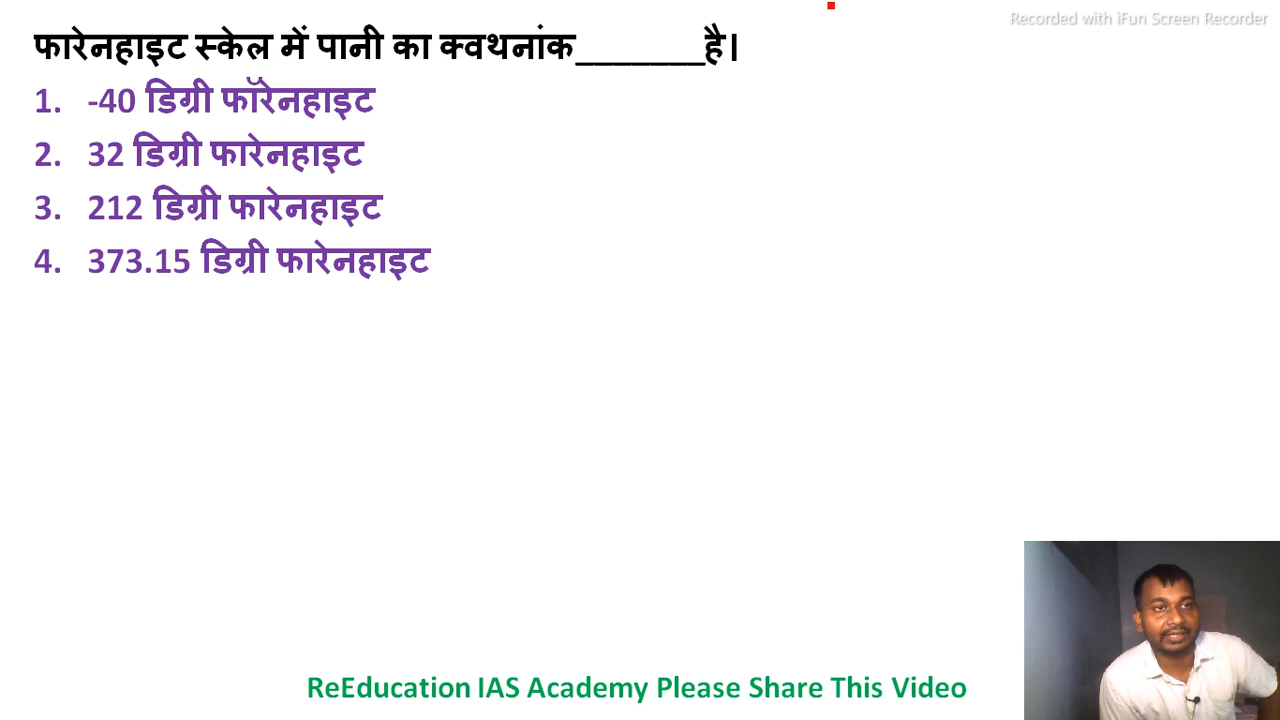 Recorded with iFun Screen Recorder
फारेनहाइट स्केल में पानी का क्वथनांक_______है।
1. -40 डिग्री फॉरेनहाइट
2. 32 डिग्री फारेनहाइट
3. 212 डिग्री फारेनहाइट
4. 373.15 डिग्री फारेनहाइट
ReEducation IAS Academy Please Share This Video